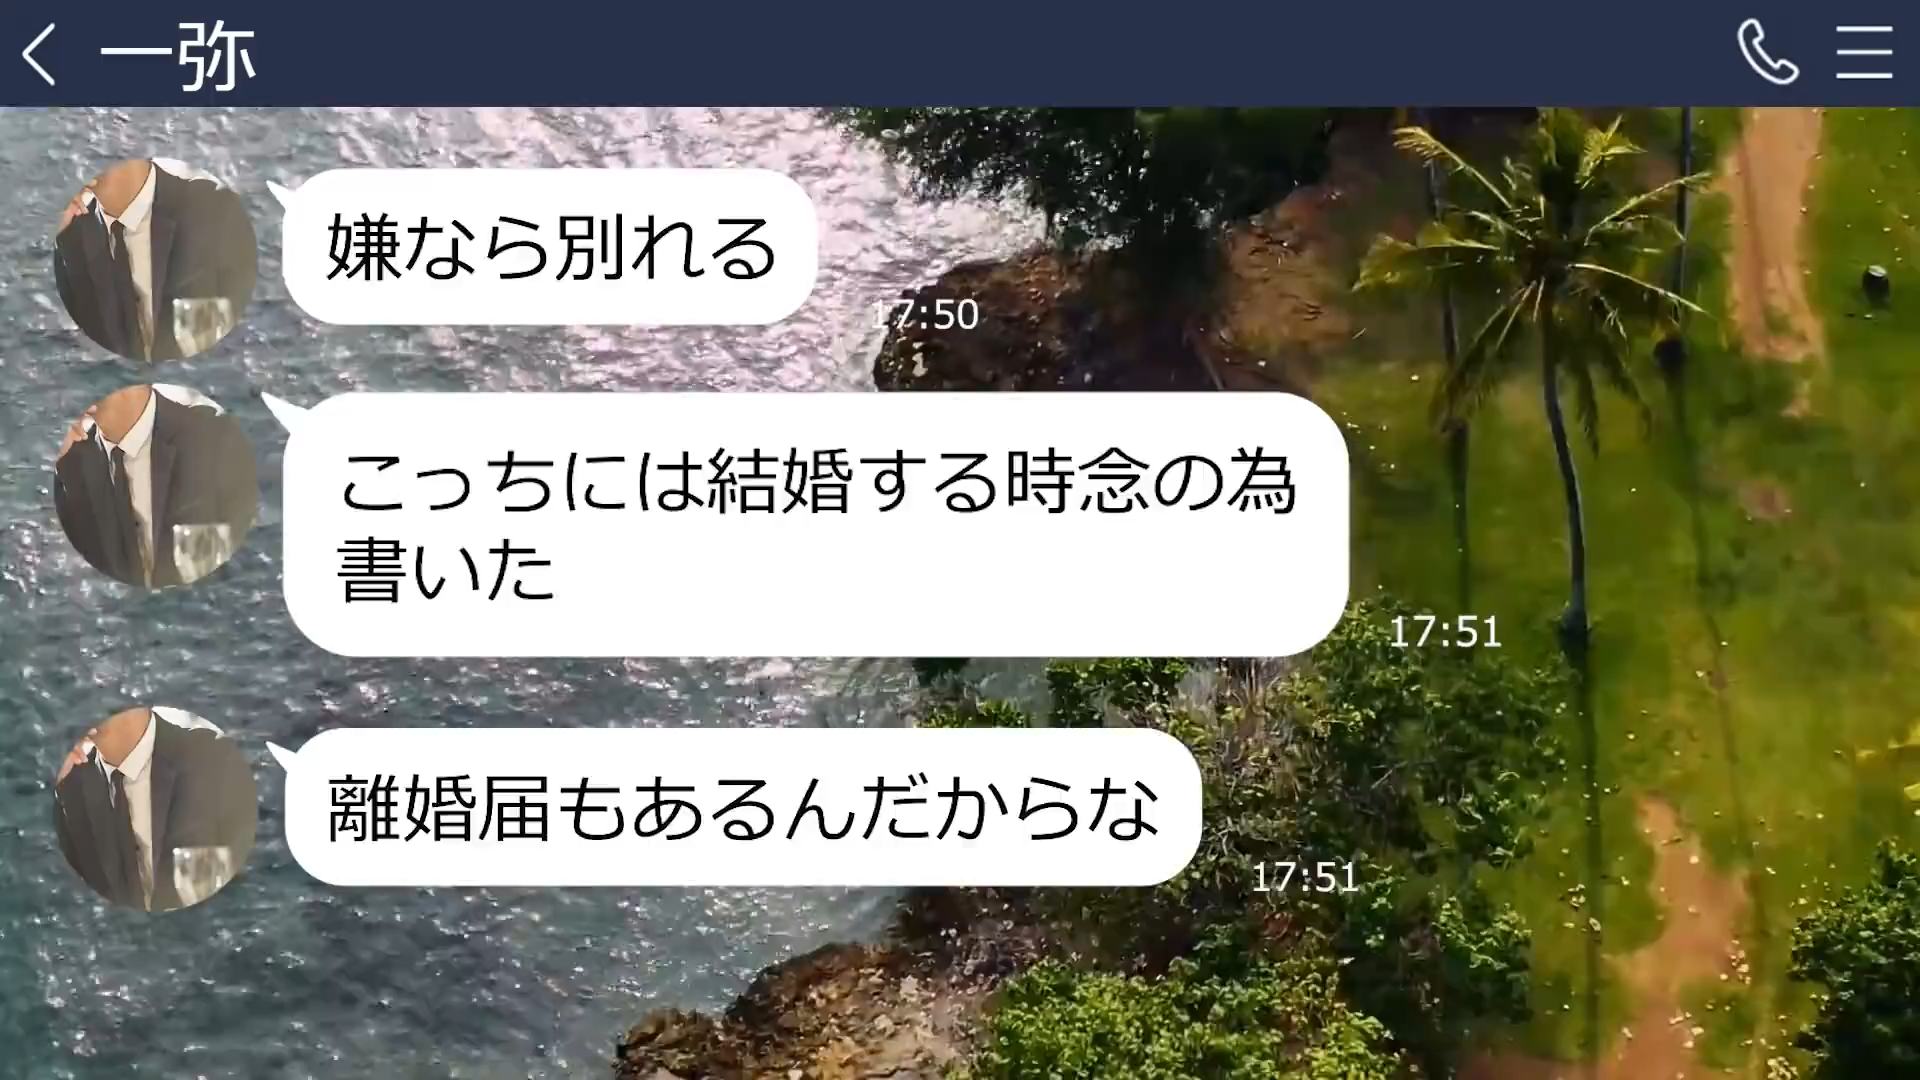 一弥
嫌なら別れる
17:50
こっちには結婚する時念の為
書いた
17:51
離婚届もあるんだからな
17:51